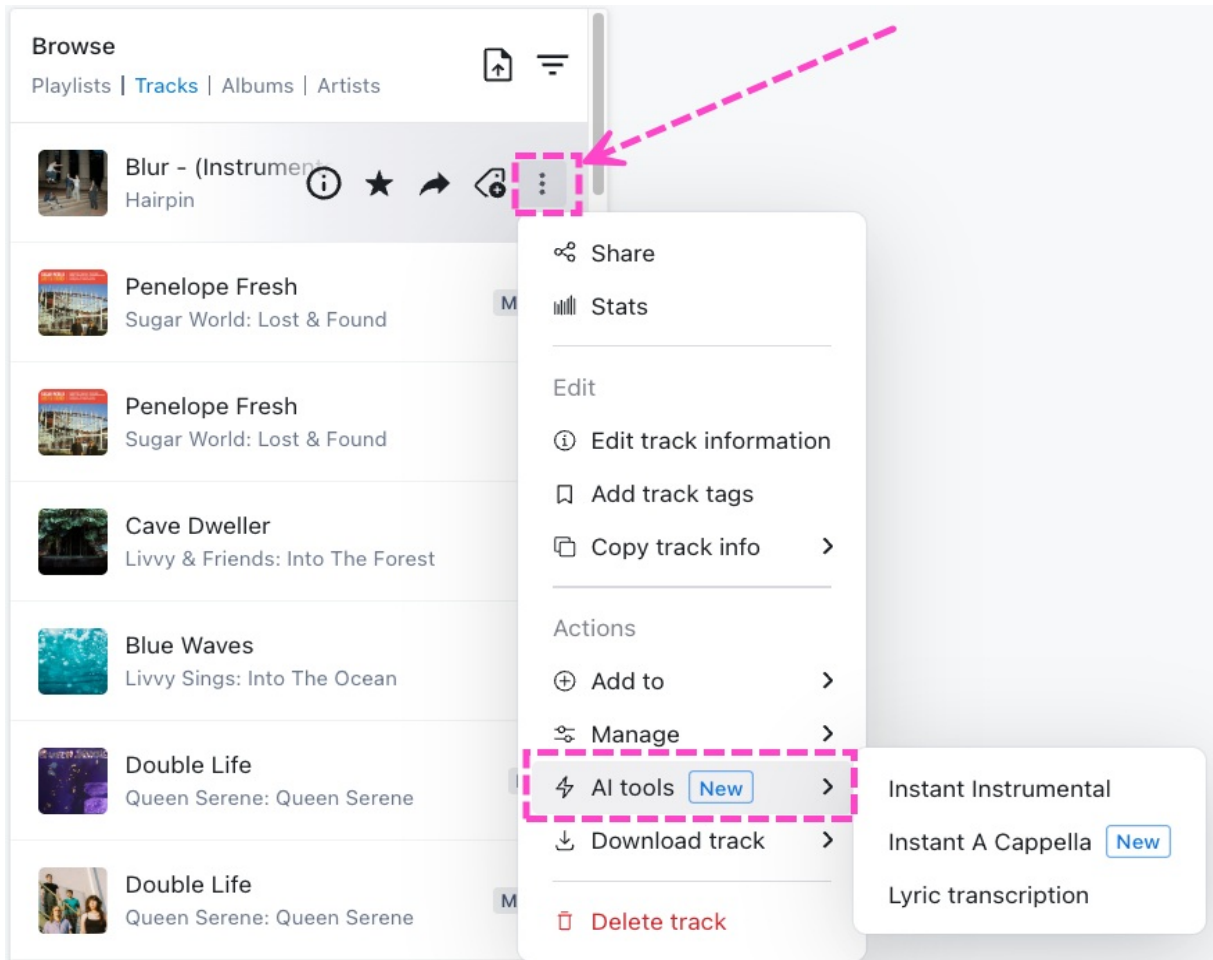 Browse
Playlists | Tracks | Albums | Artists
Blur - (Instrument
Hairpin
Penelope Fresh
Sugar World: Lost & Found
M
Penelope Fresh
Sugar World: Lost & Found
Cave Dweller
Livvy & Friends: Into The Forest
Blue Waves
Livvy Sings: Into The Ocean
Double Life
Queen Serene: Queen Serene
Double Life
Queen Serene: Queen Serene
M
Share
Stats
Edit
Edit track information
Add track tags
Copy track info
Actions
Add to
Manage
AI tools New
Download track
Delete track
Instant Instrumental
Instant A Cappella New
Lyric transcription